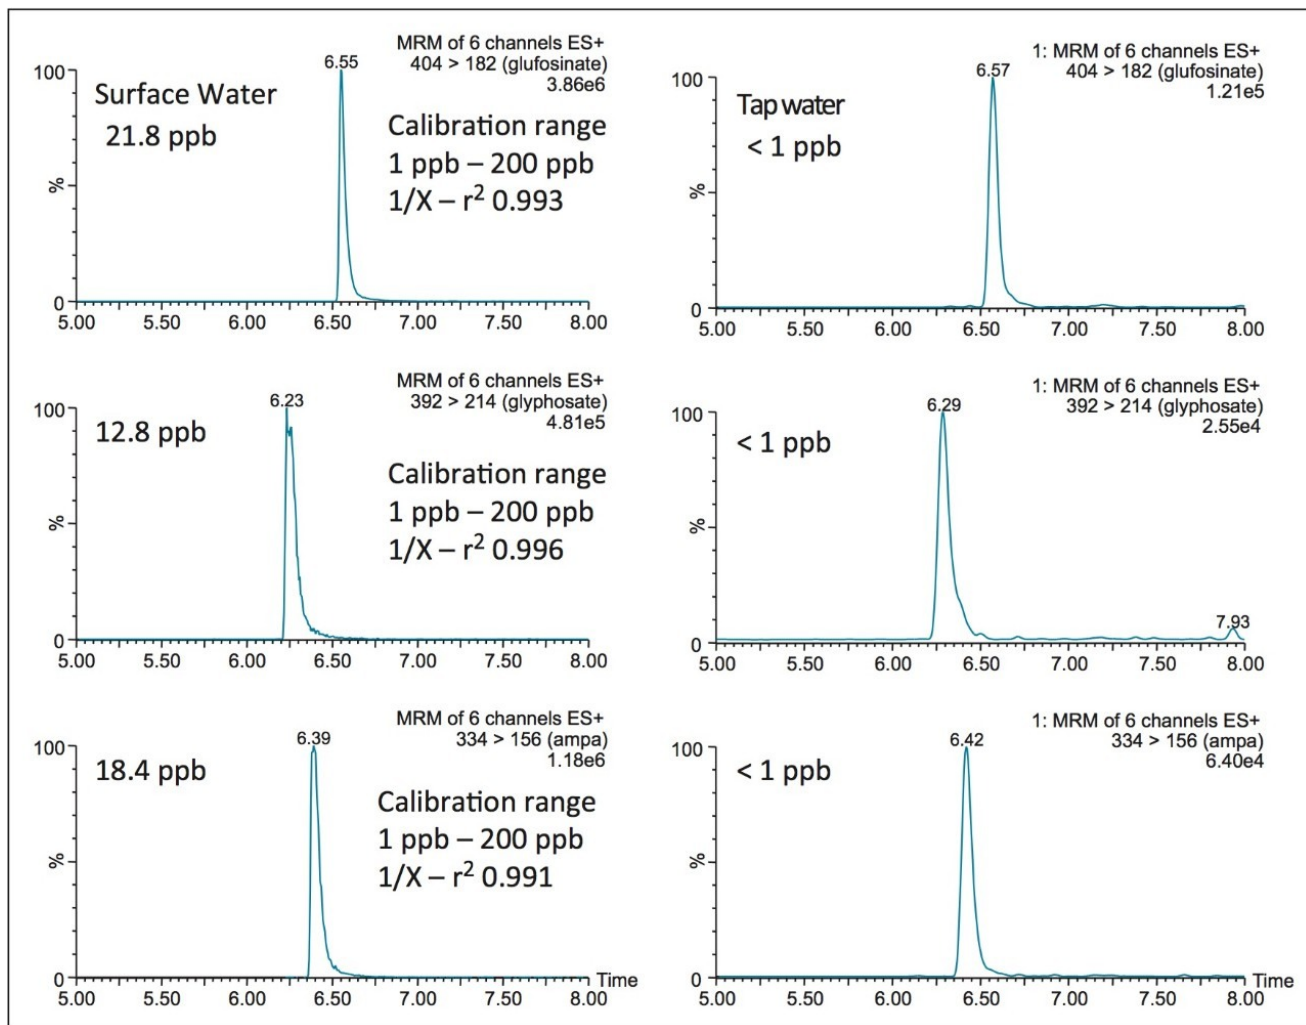 MRM of 6 channels ES+
404 > 182 (glufosinate)
3.86e6
6.55
100
%
0
Surface Water
21.8 ppb
Calibration range
1 ppb – 200 ppb
1/X – r² 0.993
5.00 5.50 6.00 6.50 7.00 7.50 8.00
1: MRM of 6 channels ES+
404 > 182 (glufosinate)
1.21e5
6.57
100
%
0
Tap water
< 1 ppb
5.00 5.50 6.00 6.50 7.00 7.50 8.00
MRM of 6 channels ES+
392 > 214 (glyphosate)
4.81e5
6.23
100
%
0
12.8 ppb
Calibration range
1 ppb – 200 ppb
1/X – r² 0.996
5.00 5.50 6.00 6.50 7.00 7.50 8.00
1: MRM of 6 channels ES+
392 > 214 (glyphosate)
2.55e4
6.29
100
%
0
< 1 ppb
7.93
5.00 5.50 6.00 6.50 7.00 7.50 8.00
MRM of 6 channels ES+
334 > 156 (ampa)
1.18e6
6.39
100
%
0
18.4 ppb
Calibration range
1 ppb – 200 ppb
1/X – r² 0.991
Time
5.00 5.50 6.00 6.50 7.00 7.50 8.00
1: MRM of 6 channels ES+
334 > 156 (ampa)
6.40e4
6.42
100
%
0
< 1 ppb
Time
5.00 5.50 6.00 6.50 7.00 7.50 8.00